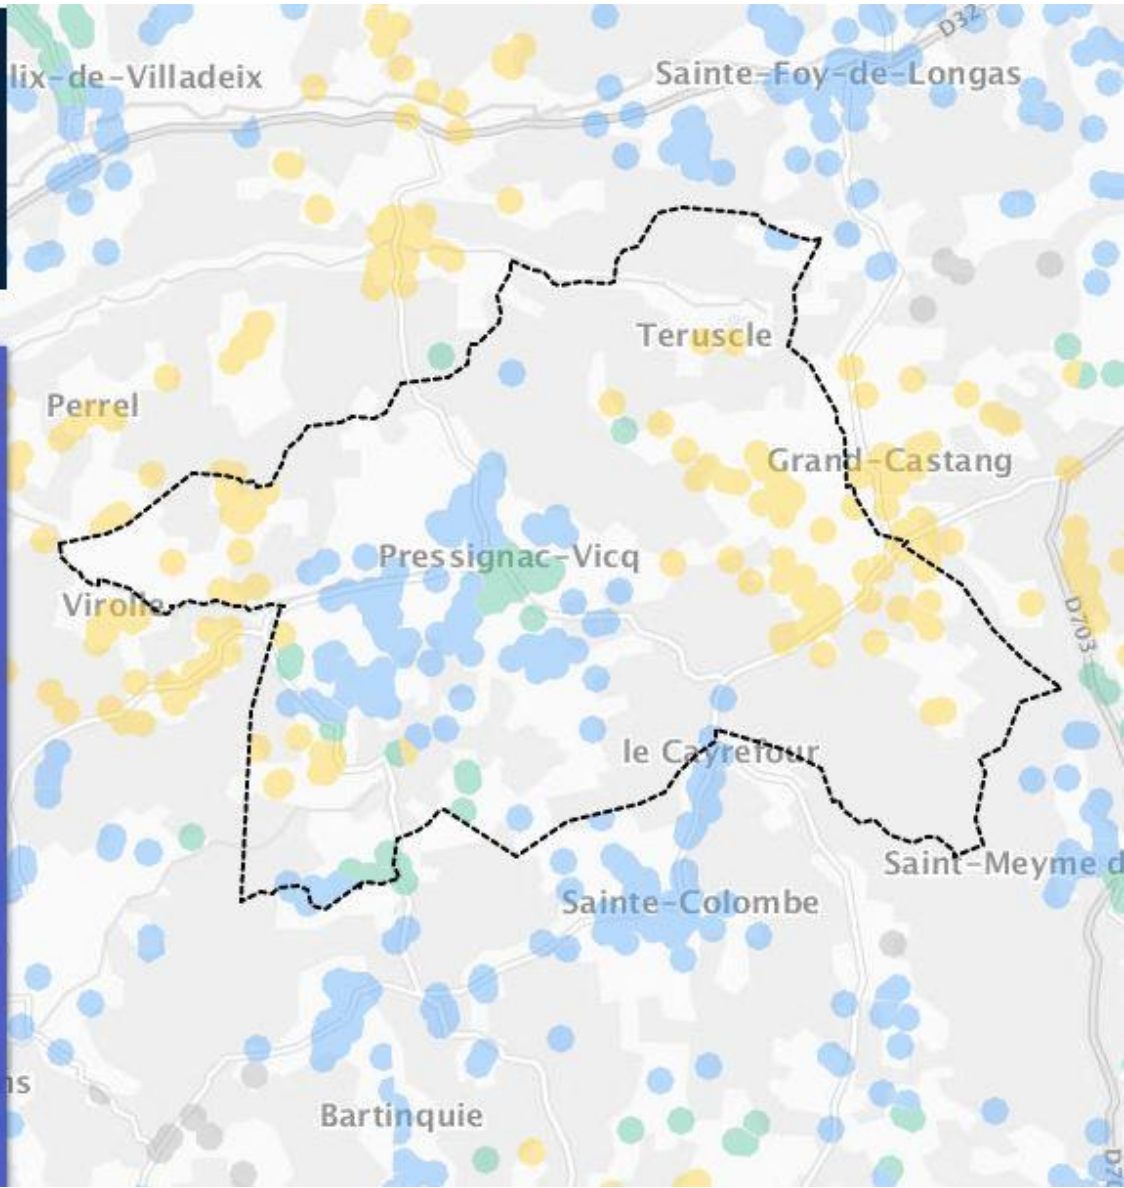 D32
lix-de-Villadeix
Sainte-Foy-de-Longas
Teruscle
Perrel
Grand-Castang
Pressignac-Vicq
Virolle
D703
le Cayrefour
Saint-Meyme d
Sainte-Colombe
ns
Bartinquie
D70